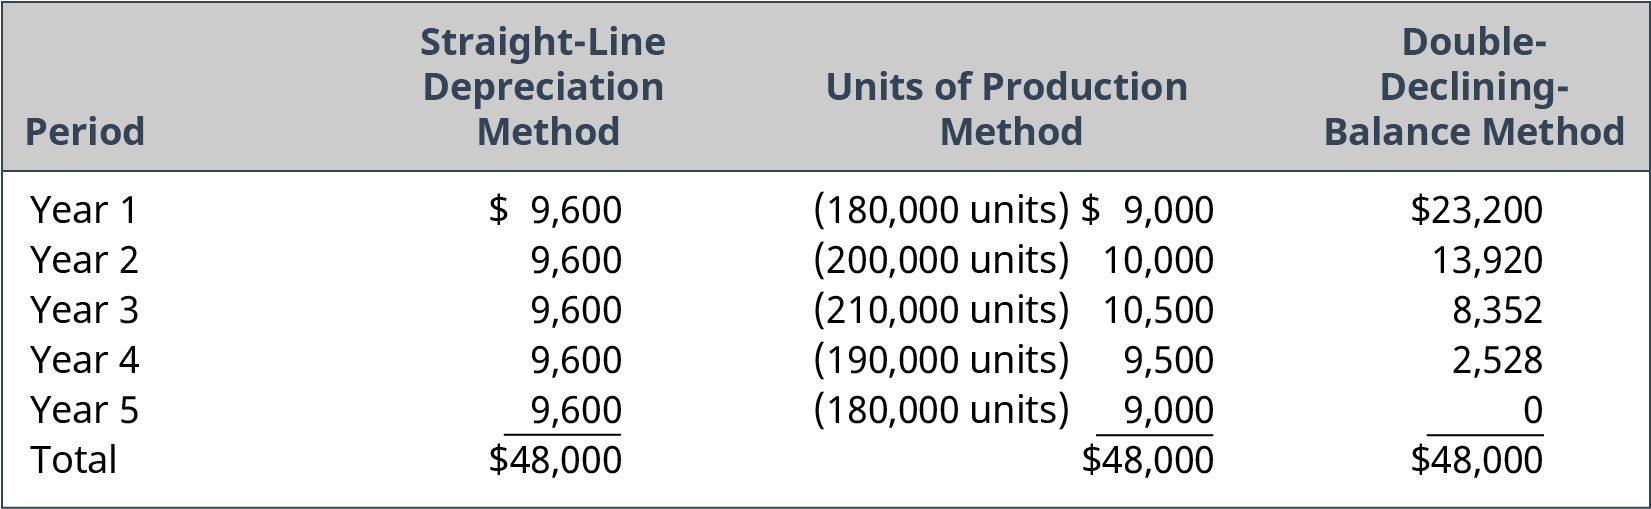 Period
Straight-Line
Depreciation
Method
Units of Production
Method
Double-
Declining-
Balance Method
Year 1 $ 9,600 (180,000 units) $ 9,000 $23,200
Year 2 9,600 (200,000 units) 10,000 13,920
Year 3 9,600 (210,000 units) 10,500 8,352
Year 4 9,600 (190,000 units) 9,500 2,528
Year 5 9,600 (180,000 units) 9,000 0
Total $48,000 $48,000 $48,000